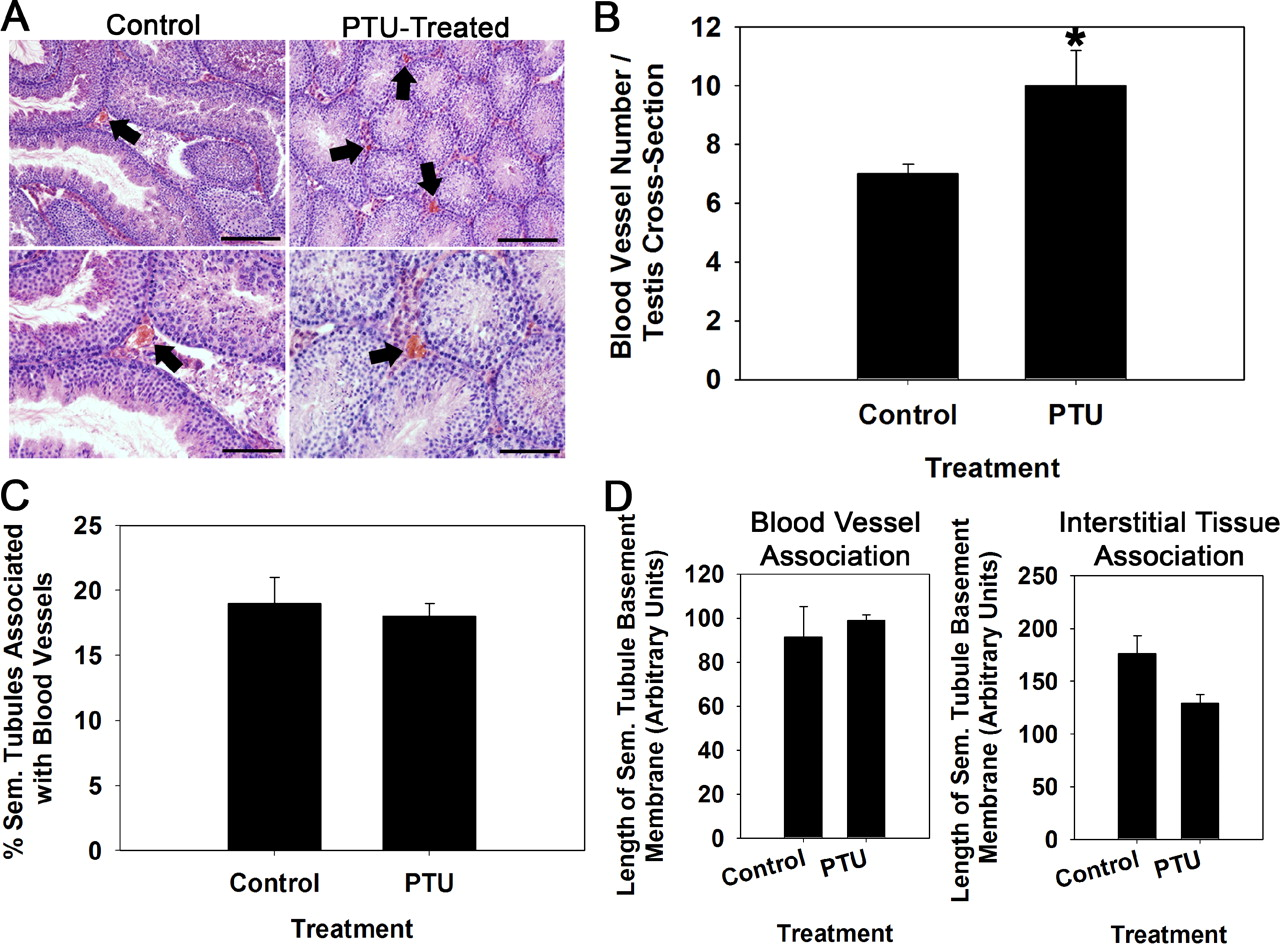 A
Control
PTU-Treated
B
Blood Vessel Number /
Testis Cross-Section
12
10
8
6
4
2
0
*
Control
PTU
Treatment
C
% Sem. Tubules Associated
with Blood Vessels
25
20
15
10
5
0
Control
PTU
Treatment
D
Blood Vessel
Association
Length of Sem. Tubule Basement
Membrane (Arbitrary Units)
120
100
80
60
40
20
0
Control
PTU
Treatment
Interstitial Tissue
Association
Length of Sem. Tubule Basement
Membrane (Arbitrary Units)
250
200
150
100
50
0
Control
PTU
Treatment